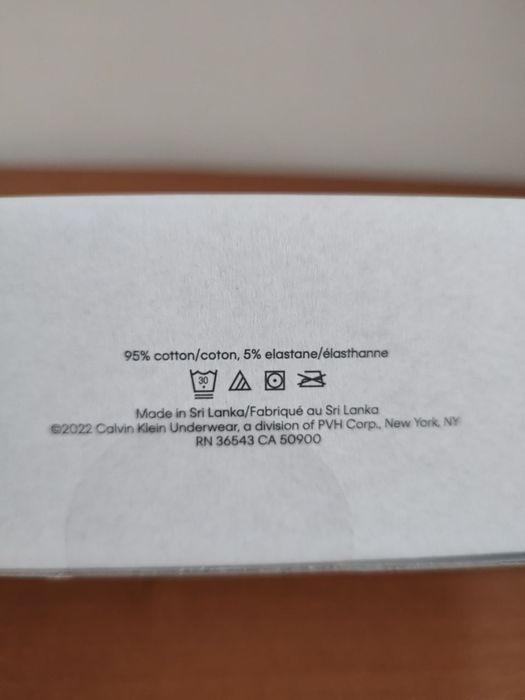 95% cotton/coton, 5% elastane/élasthanne
30
Made in Sri Lanka/Fabriqué au Sri Lanka
©2022 Calvin Klein Underwear, a division of PVH Corp., New York, NY
RN 36543 CA 50900